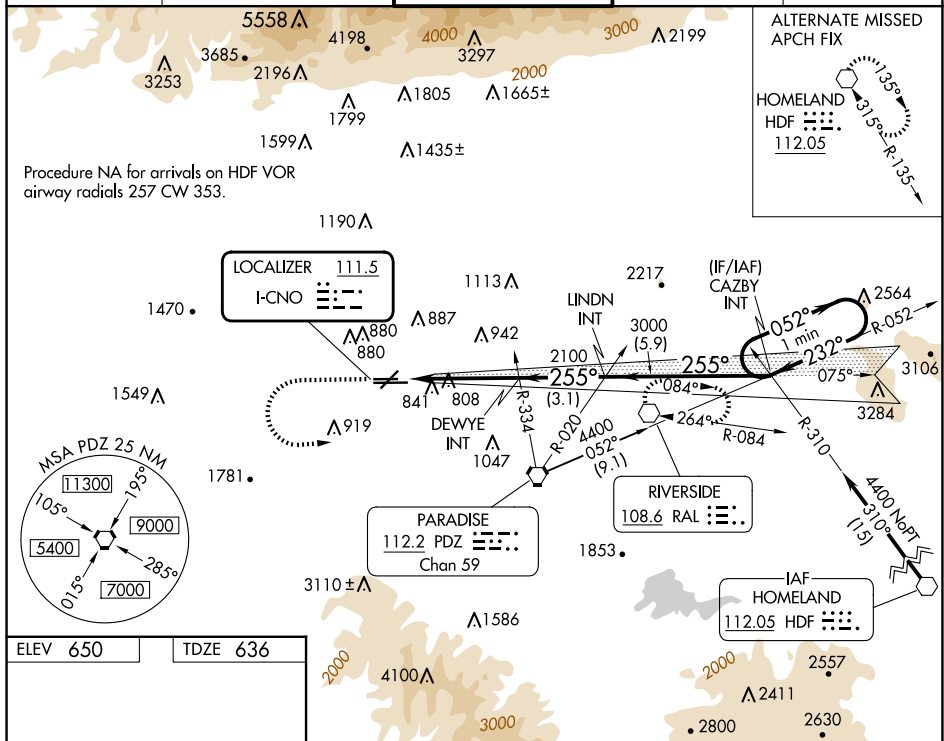 5558
4198
3685
4000
3297
3000
2199
3253
2196
2000
1799
1805
1665±
1599
1435±
ALTERNATE MISSED
APCH FIX
135°
HOMELAND
HDF
112.05
315°
R-135
Procedure NA for arrivals on HDF VOR
airway radials 257 CW 353.
1190
LOCALIZER 111.5
I-CNO
1113
2217
LINDN
INT
(IF/IAF)
CAZBY
INT
052°
1 min
232°
2564
R-052
1470
887
880
880
942
3000
(5.9)
2100
255°
255°
(3.1)
084°
075°
3106
1549
841
808
DEWYE
INT
R-334
R-020
264°
R-084
3284
919
1047
4400
052°
(9.1)
R-310
1781
MSA PDZ 25 NM
11300
195°
105°
9000
5400
285°
015°
7000
PARADISE
112.2 PDZ
Chan 59
RIVERSIDE
108.6 RAL
4400 NoPT
310°
(15)
1853
3110±
1586
IAF
HOMELAND
112.05 HDF
ELEV 650
TDZE 636
2000
4100
3000
2000
2557
2411
2800
2630